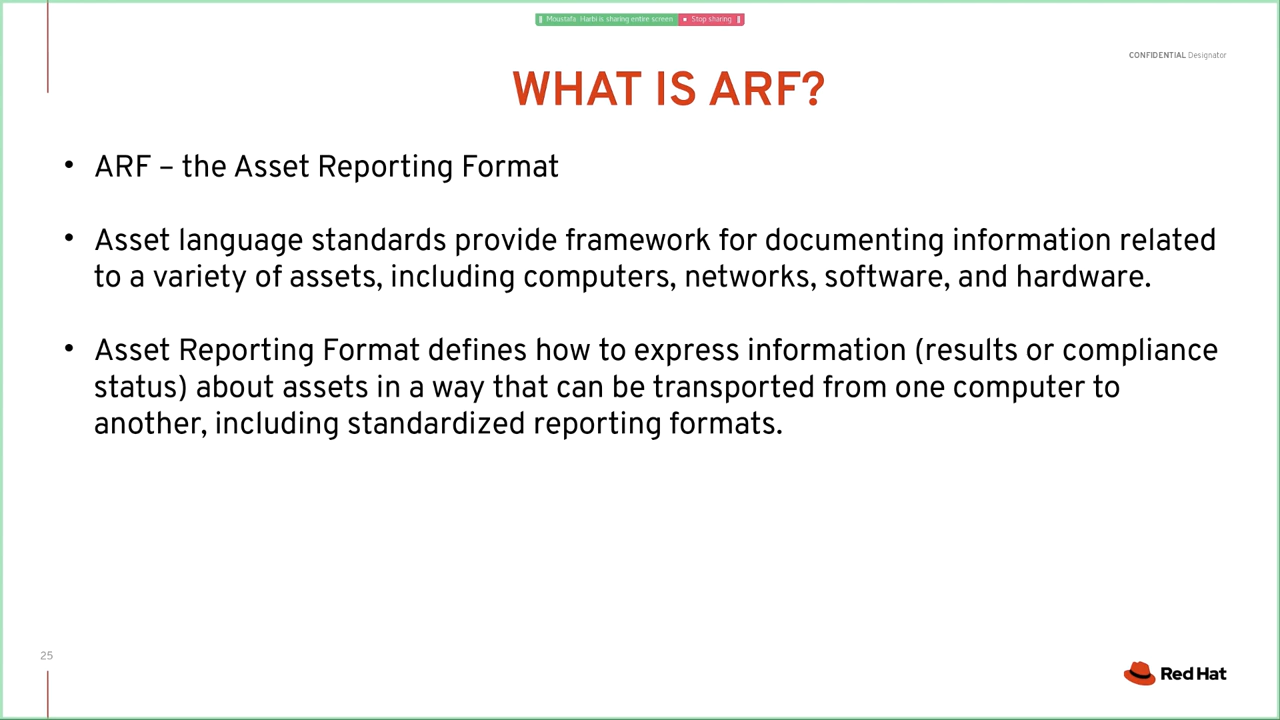 Moustafa Harbi is sharing entire screen Stop sharing
CONFIDENTIAL Designator
WHAT IS ARF?
• ARF – the Asset Reporting Format
• Asset language standards provide framework for documenting information related
to a variety of assets, including computers, networks, software, and hardware.
• Asset Reporting Format defines how to express information (results or compliance
status) about assets in a way that can be transported from one computer to
another, including standardized reporting formats.
25
Red Hat